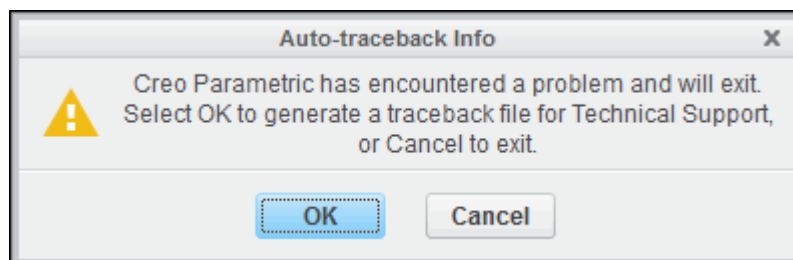 Auto-traceback Info
Creo Parametric has encountered a problem and will exit.
Select OK to generate a traceback file for Technical Support,
or Cancel to exit.
OK Cancel